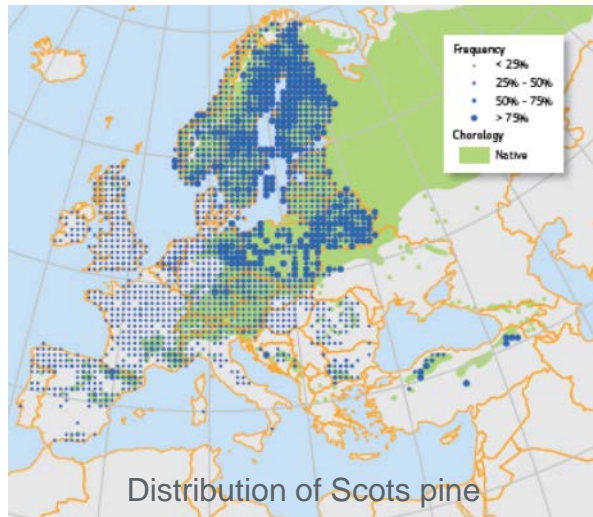 Frequency
< 25%
25% - 50%
50% - 75%
> 75%
Chorology
Native
Distribution of Scots pine